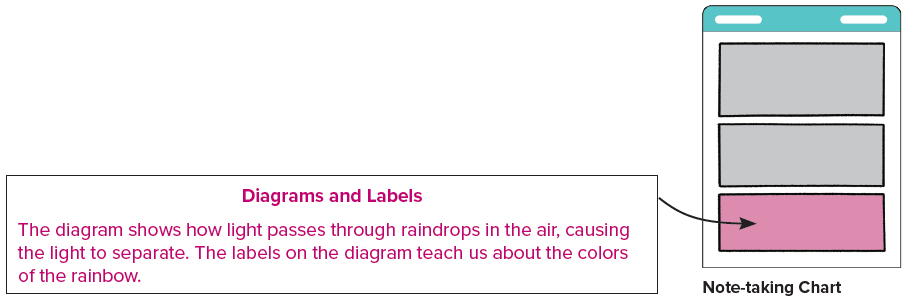 Diagrams and Labels
The diagram shows how light passes through raindrops in the air, causing
the light to separate. The labels on the diagram teach us about the colors
of the rainbow.
Note-taking Chart